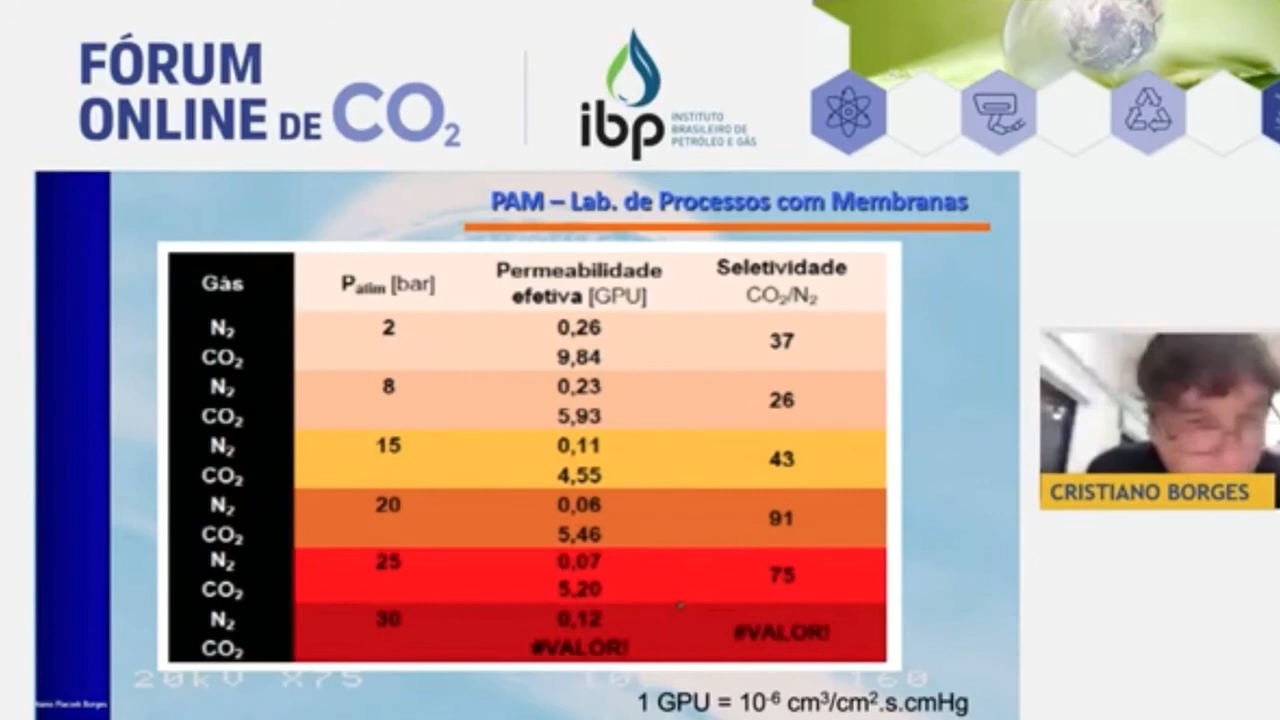 FÓRUM
ONLINE DE CO₂
ibp
INSTITUTO
BRASILEIRO DE
PETRÓLEO E GÁS
PAM – Lab. de Processos com Membranas
Gás P_alim [bar] Permeabilidade efetiva [GPU] Seletividade CO₂/N₂
N₂ 2 0,26 37
CO₂ 9,84
N₂ 8 0,23 26
CO₂ 5,93
N₂ 15 0,11 43
CO₂ 4,55
N₂ 20 0,06 91
CO₂ 5,46
N₂ 25 0,07 75
CO₂ 5,20
N₂ 30 0,12 #VALOR!
CO₂ #VALOR!
20kV X75 160
1 GPU = 10⁻⁶ cm³/cm².s.cmHg
CRISTIANO BORGES